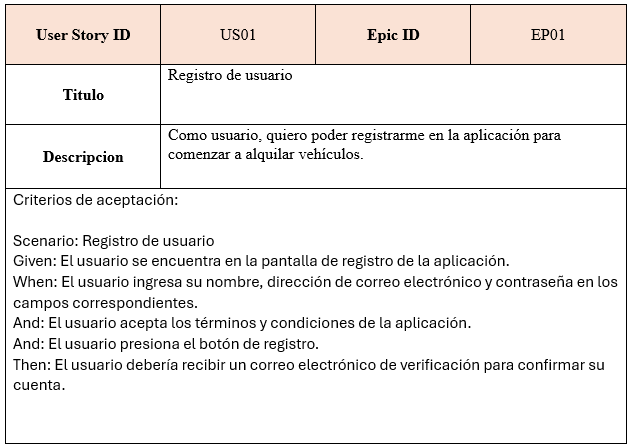 User Story ID US01 Epic ID EP01
Titulo Registro de usuario
Descripcion Como usuario, quiero poder registrarme en la aplicación para
comenzar a alquilar vehículos.
Criterios de aceptación:
Scenario: Registro de usuario
Given: El usuario se encuentra en la pantalla de registro de la aplicación.
When: El usuario ingresa su nombre, dirección de correo electrónico y contraseña en los
campos correspondientes.
And: El usuario acepta los términos y condiciones de la aplicación.
And: El usuario presiona el botón de registro.
Then: El usuario debería recibir un correo electrónico de verificación para confirmar su
cuenta.